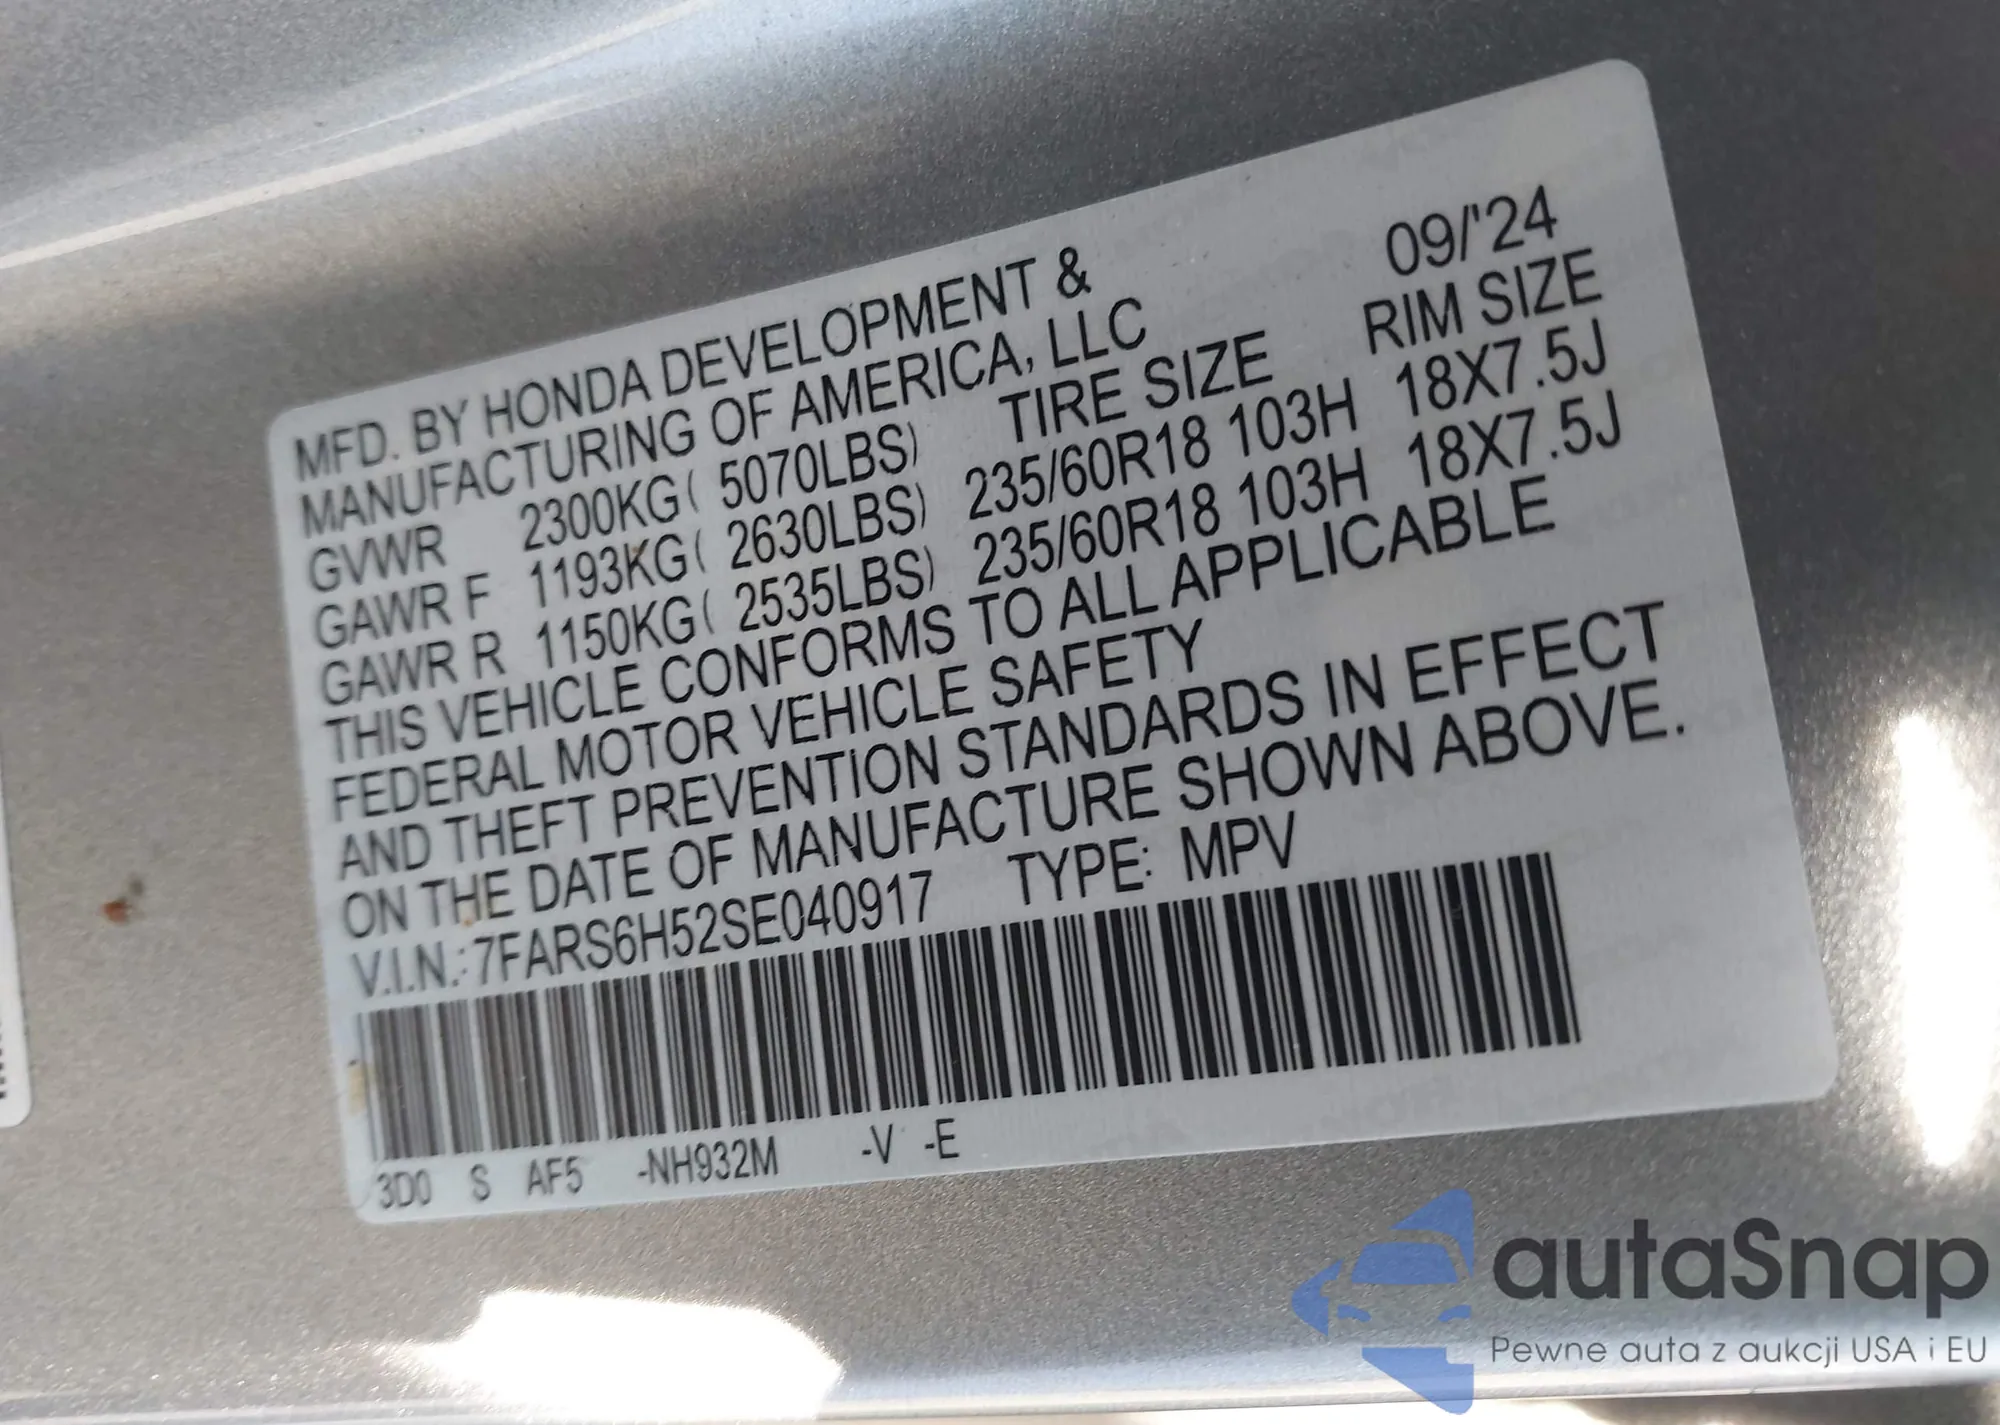 MFD. BY HONDA DEVELOPMENT & 09/'24
MANUFACTURING OF AMERICA, LLC
TIRE SIZE RIM SIZE
GVWR 2300KG( 5070LBS)
GAWR F 1193KG( 2630LBS) 235/60R18 103H 18X7.5J
GAWR R 1150KG( 2535LBS) 235/60R18 103H 18X7.5J
THIS VEHICLE CONFORMS TO ALL APPLICABLE
FEDERAL MOTOR VEHICLE SAFETY
AND THEFT PREVENTION STANDARDS IN EFFECT
ON THE DATE OF MANUFACTURE SHOWN ABOVE.
V.I.N.:7FARS6H52SE040917 TYPE: MPV
3D0 S AF5 -NH932M -V -E
autaSnap
Pewne auta z aukcji USA i EU